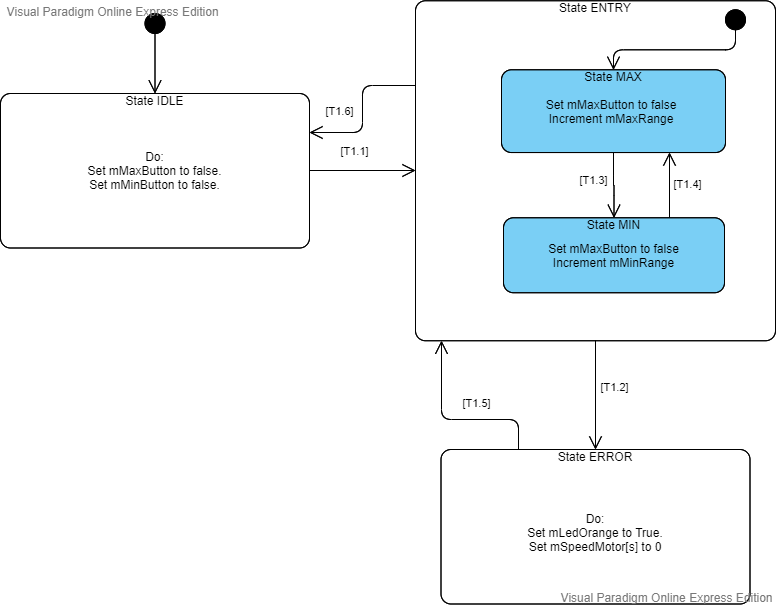 Visual Paradigm Online Express Edition
State IDLE
Do:
Set mMaxButton to false.
Set mMinButton to false.
[T1.6]
[T1.1]
State ENTRY
State MAX
Set mMaxButton to false
Increment mMaxRange
[T1.3]
[T1.4]
State MIN
Set mMaxButton to false
Increment mMinRange
[T1.5]
[T1.2]
State ERROR
Do:
Set mLedOrange to True.
Set mSpeedMotor[s] to 0
Visual Paradigm Online Express Edition